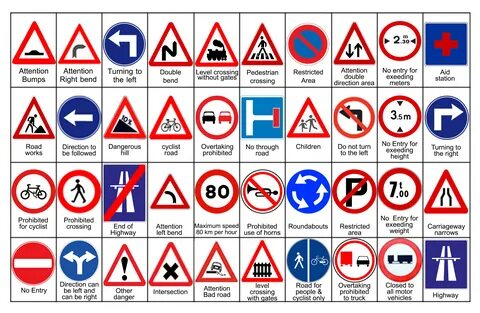 2.30
m
Attention
Bumps
Attention
Right bend
Turning to
the left
Double
bend
Level crossing
without gates
Pedestrian
crossing
Restricted
Area
Attention
double
direction area
No entry for
exeeding
meters
Aid
station
10%
3.5m
Road
works
Direction to
be followed
Dangerous
hill
cyclist
road
Overtaking
prohibited
No through
road
Children
Do not turn
to the left
No Entry for
exeeding
height
Turning to
the right
80
P
7,00
Prohibited
for cyclist
Prohibited
crossing
End of
Highway
Attention
left bend
Maximum speed
80 km per hour
Prohibited
use of horns
Roundabouts
Restricted
area
No Entry for
exeeding
weight
Carriageway
narrows
No Entry
Direction can
be left and
can be right
Other
danger
Intersection
Attention
Bad road
level
crossing
with gates
Road for
people &
cyclist only
Overtaking
prohibited
to truck
Closed to
all motor
vehicles
Highway